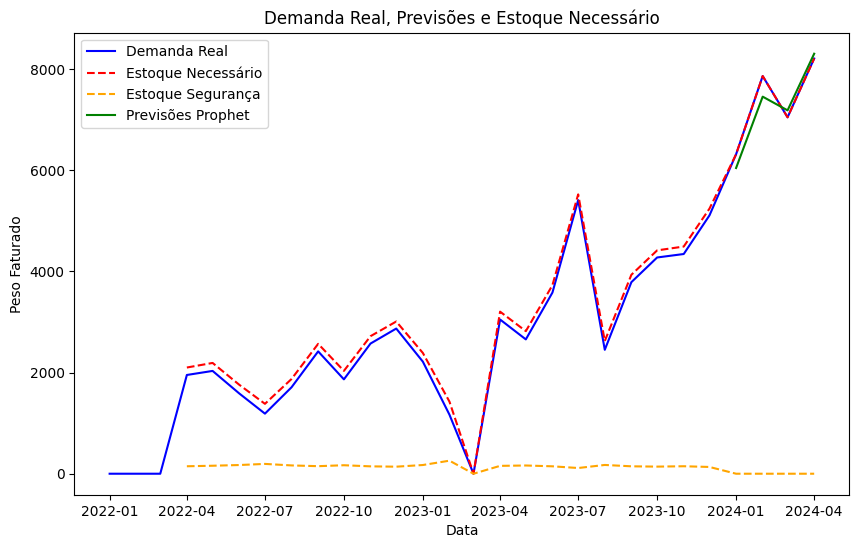 Demanda Real, Previsões e Estoque Necessário
Demanda Real
Estoque Necessário
Estoque Segurança
Previsões Prophet
Peso Faturado
8000
6000
4000
2000
0
2022-01 2022-04 2022-07 2022-10 2023-01 2023-04 2023-07 2023-10 2024-01 2024-04
Data